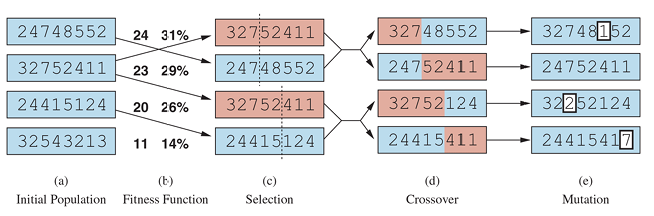 24748552 24 31% 32752411 32748552 32748152
32752411 23 29% 24748552 24752411 24752411
24415124 20 26% 32752411 32752124 32252124
32543213 11 14% 24415124 24415411 24415417
(a) (b) (c) (d) (e)
Initial Population Fitness Function Selection Crossover Mutation